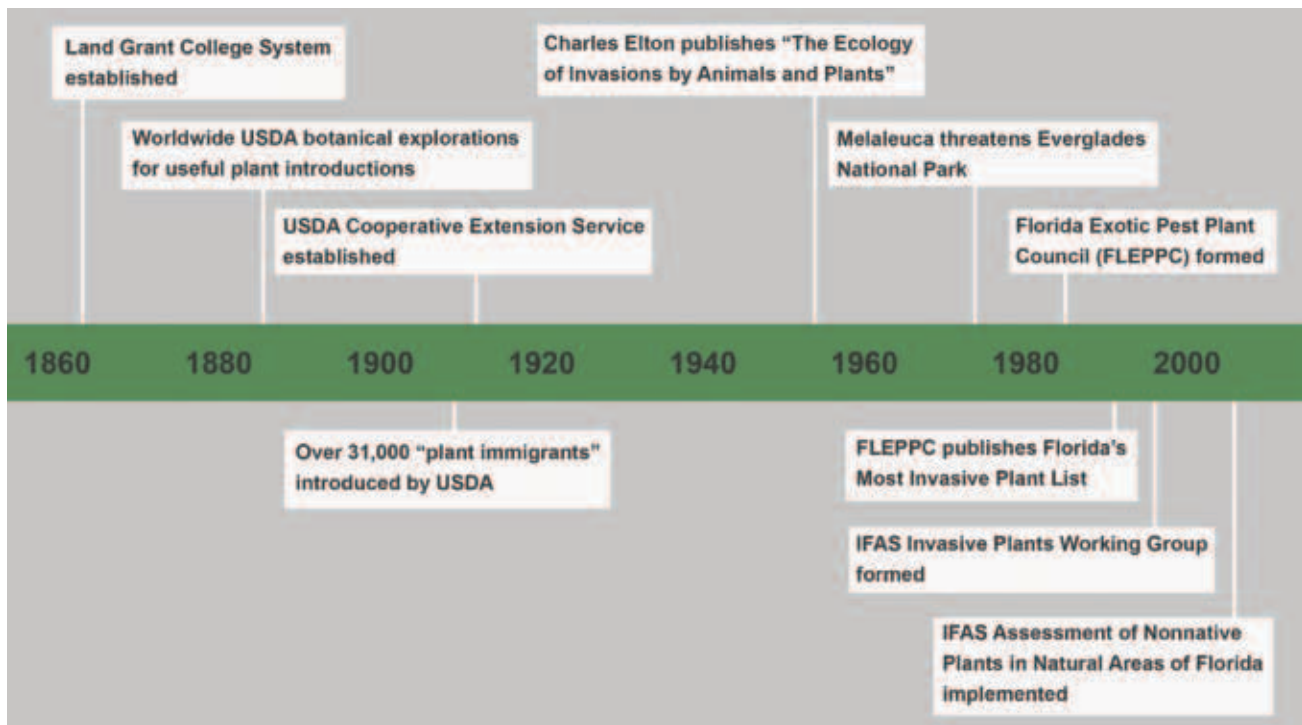 Land Grant College System
established
Charles Elton publishes “The Ecology
of Invasions by Animals and Plants”
Worldwide USDA botanical explorations
for useful plant introductions
Melaleuca threatens Everglades
National Park
USDA Cooperative Extension Service
established
Florida Exotic Pest Plant
Council (FLEPPC) formed
1860 1880 1900 1920 1940 1960 1980 2000
Over 31,000 “plant immigrants”
introduced by USDA
FLEPPC publishes Florida’s
Most Invasive Plant List
IFAS Invasive Plants Working Group
formed
IFAS Assessment of Nonnative
Plants in Natural Areas of Florida
implemented